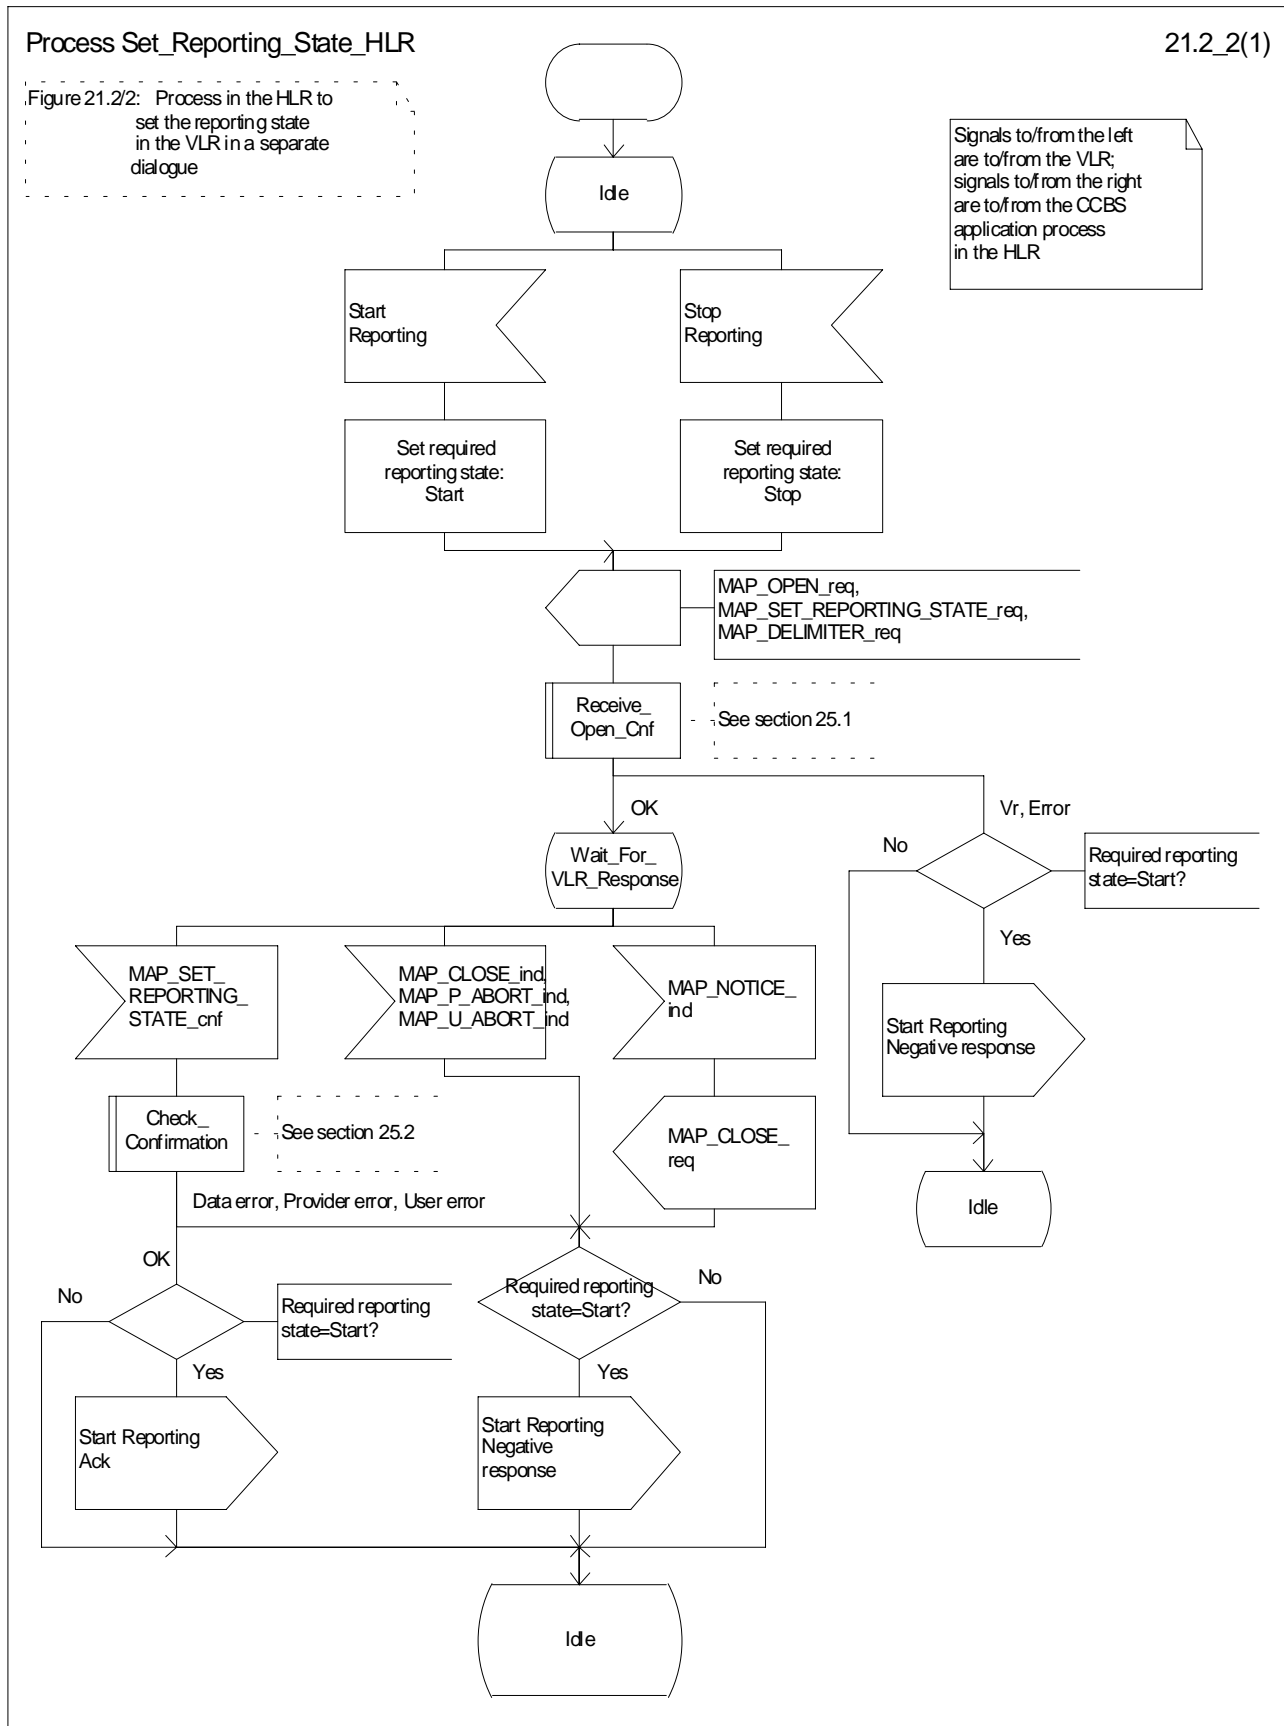 Process Set_Reporting_State_HLR
21.2_2(1)
Figure 21.2/2: Process in the HLR to
set the reporting state
in the VLR in a separate
dialogue
Signals to/from the left
are to/from the VLR;
signals to/from the right
are to/from the CCBS
application process
in the HLR
Idle
Start
Reporting
Stop
Reporting
Set required
reporting state:
Start
Set required
reporting state:
Stop
MAP_OPEN_req,
MAP_SET_REPORTING_STATE_req,
MAP_DELIMITER_req
Receive_
Open_Cnf
See section 25.1
OK
Vr, Error
Wait_For_
VLR_Response
No
Required reporting
state=Start?
Yes
MAP_SET_
REPORTING_
STATE_cnf
MAP_CLOSE_ind,
MAP_P_ABORT_ind,
MAP_U_ABORT_ind
MAP_NOTICE_
ind
Start Reporting
Negative response
Check_
Confirmation
See section 25.2
MAP_CLOSE_
req
Data error, Provider error, User error
Idle
OK
No
Required reporting
state=Start?
Required reporting
state=Start?
No
Yes
Yes
Start Reporting
Ack
Start Reporting
Negative
response
Idle